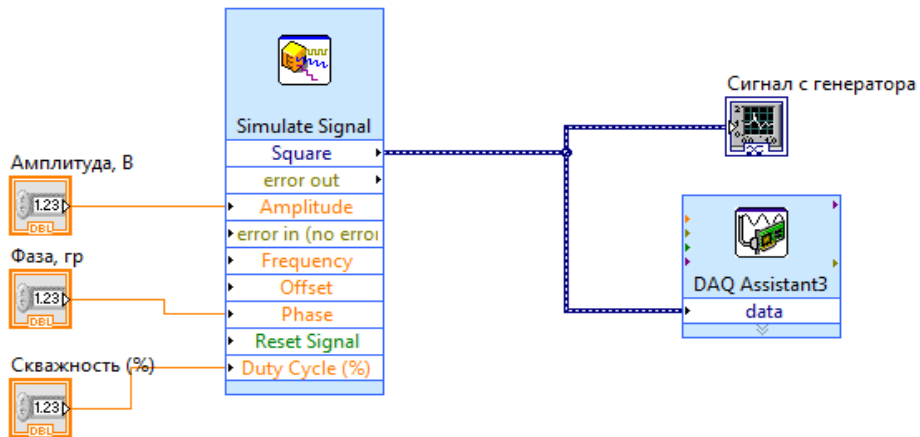 Simulate Signal
Square
error out
Amplitude
error in (no error
Frequency
Offset
Phase
Reset Signal
Duty Cycle (%)
Амплитуда, В
1.23
DBL
Фаза, гр
1.23
DBL
Скважность (%)
1.23
DBL
Сигнал с генератора
DAQ Assistant3
data